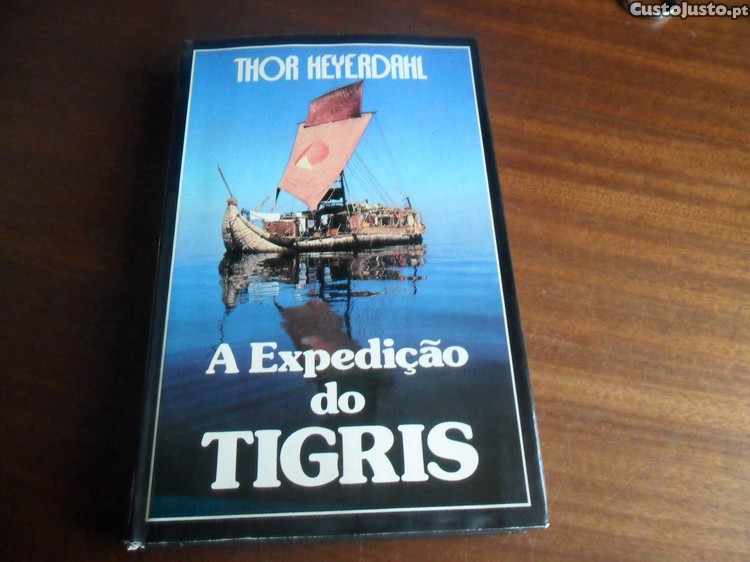 CustoJusto.pt
THOR HEYERDAHL
A Expedição
do
TIGRIS